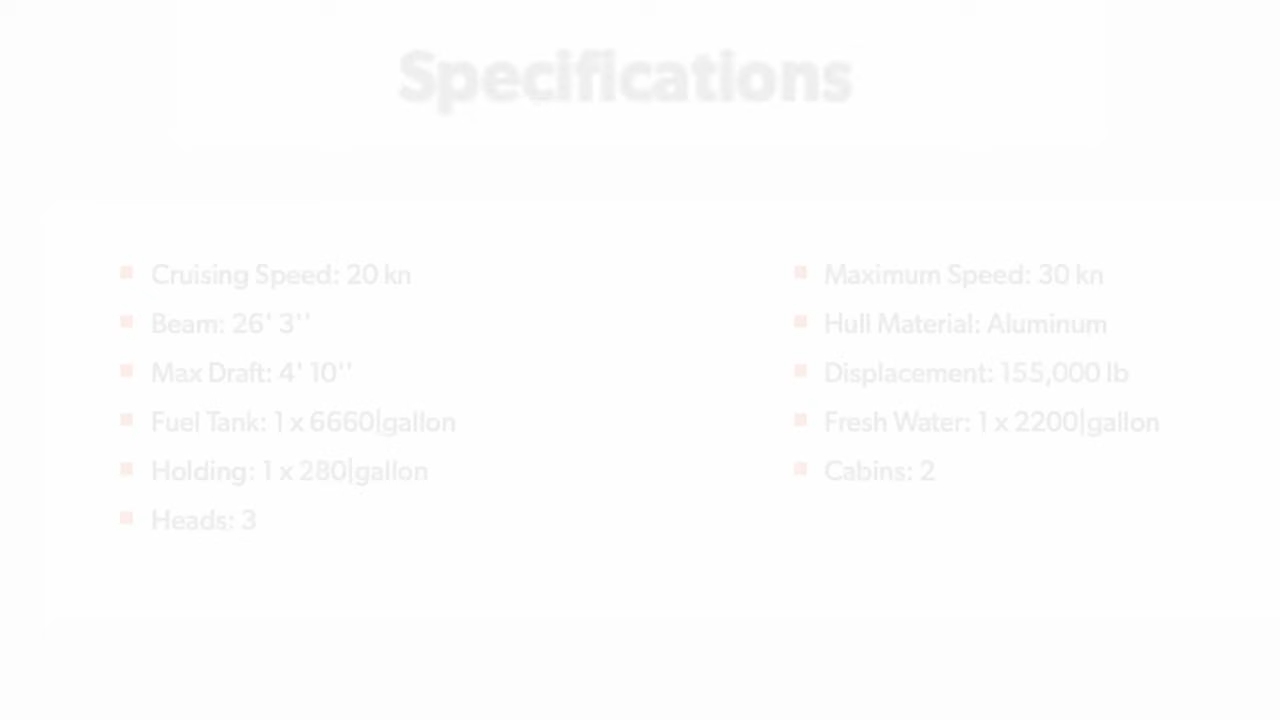 Specifications
Cruising Speed: 20 kn
Beam: 26' 3''
Max Draft: 4' 10''
Fuel Tank: 1 x 6660|gallon
Holding: 1 x 280|gallon
Heads: 3
Maximum Speed: 30 kn
Hull Material: Aluminum
Displacement: 155,000 lb
Fresh Water: 1 x 2200|gallon
Cabins: 2